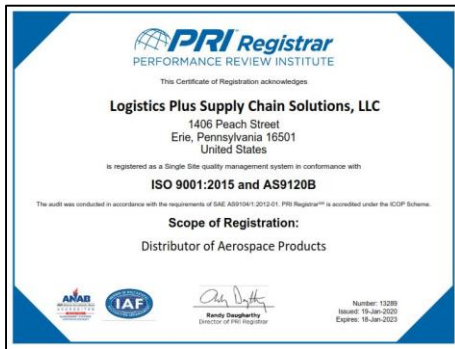 PRI Registrar
PERFORMANCE REVIEW INSTITUTE
This Certificate of Registration acknowledges
Logistics Plus Supply Chain Solutions, LLC
1406 Peach Street
Erie, Pennsylvania 16501
United States
is registered as a Single Site quality management system in conformance with
ISO 9001:2015 and AS9120B
The audit was conducted in accordance with the requirements of SAE AS9104/1:2012-01. PRI Registrar℠ is accredited under the ICOP Scheme.
Scope of Registration:
Distributor of Aerospace Products
ANAB
IAF
Randy Daugharthy
Director of PRI Registrar
Number: 13289
Issued: 19-Jan-2020
Expires: 18-Jan-2023